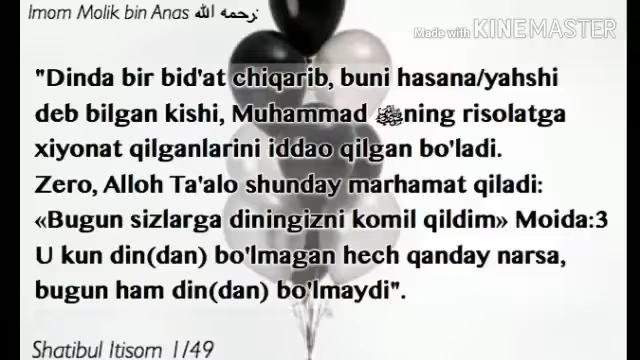 Imom Molik bin Anas رحمه الله:
Made with KINEMASTER
"Dinda bir bid'at chiqarib, buni hasana/yahshi
deb bilgan kishi, Muhammad ﷺning risolatga
xiyonat qilganlarini iddao qilgan bo'ladi.
Zero, Alloh Ta'alo shunday marhamat qiladi:
«Bugun sizlarga diningizni komil qildim» Moida:3
U kun din(dan) bo'lmagan hech qanday narsa,
bugun ham din(dan) bo'lmaydi".
Shatibul Itisom 1/49